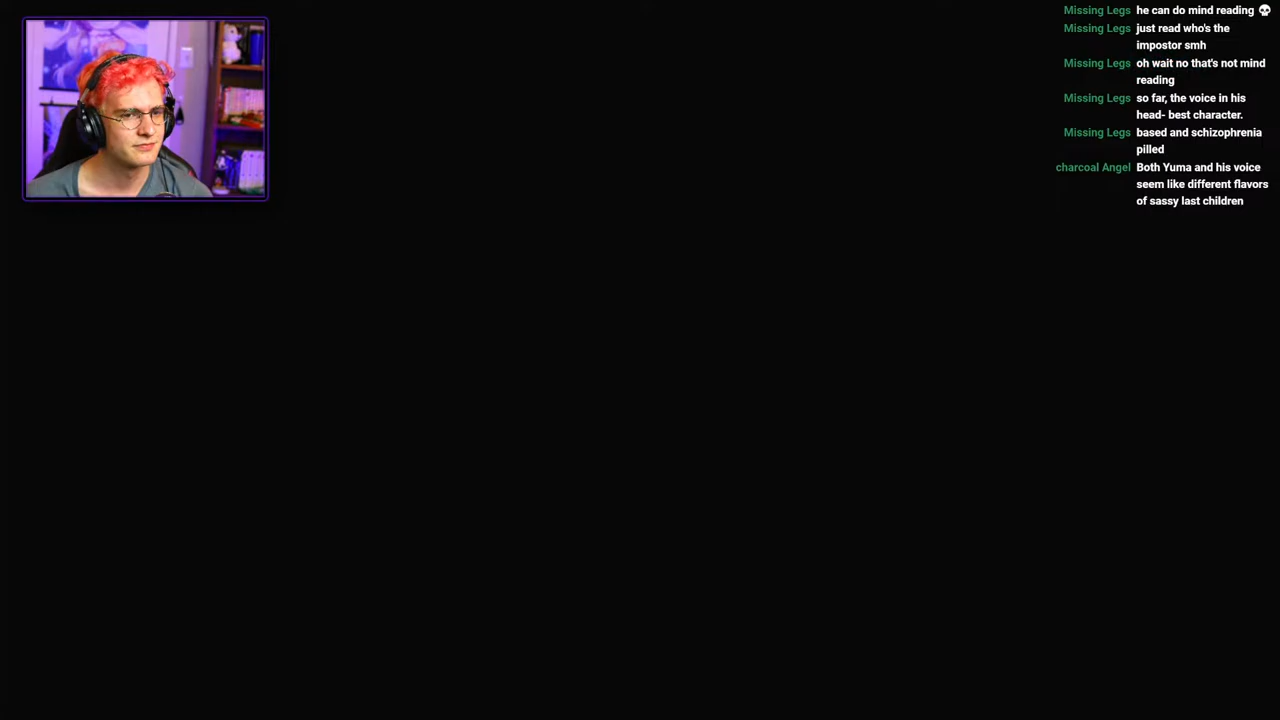 Missing Legs he can do mind reading 💀
Missing Legs just read who's the
impostor smh
Missing Legs oh wait no that's not mind
reading
Missing Legs so far, the voice in his
head- best character.
Missing Legs based and schizophrenia
pilled
charcoal Angel Both Yuma and his voice
seem like different flavors
of sassy last children